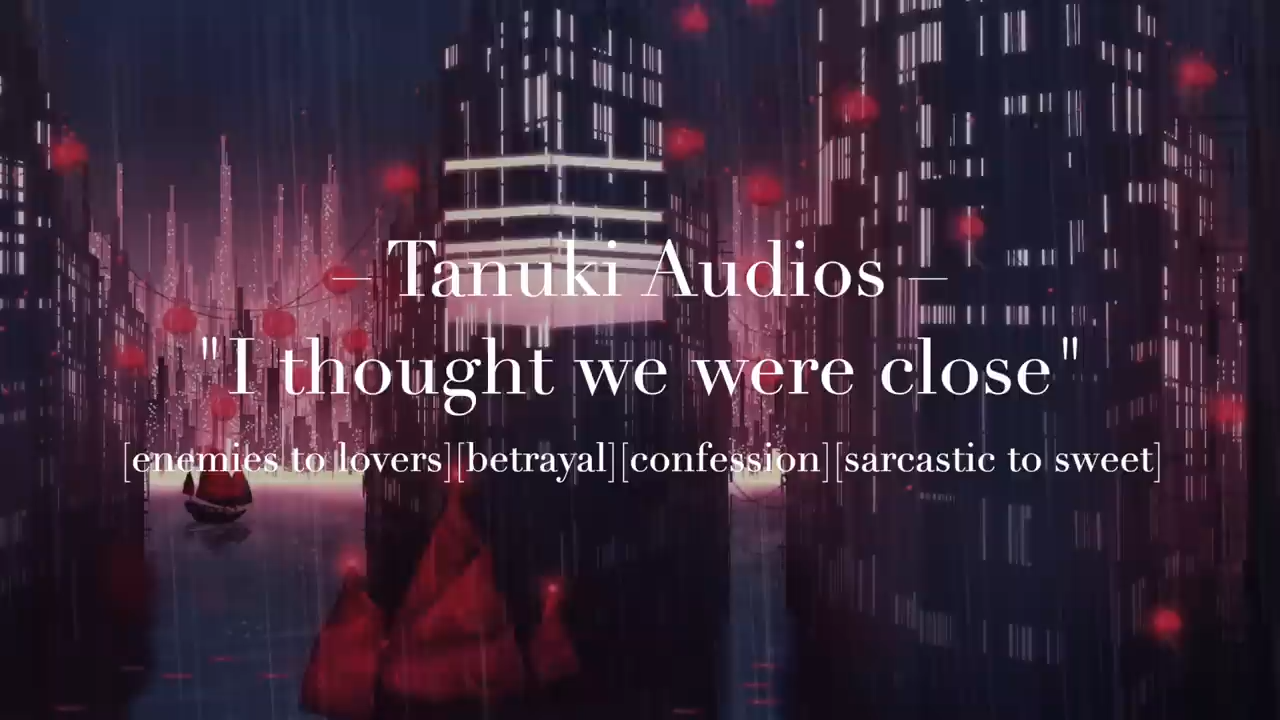 – Tanuki Audios –
"I thought we were close"
[enemies to lovers][betrayal][confession][sarcastic to sweet]